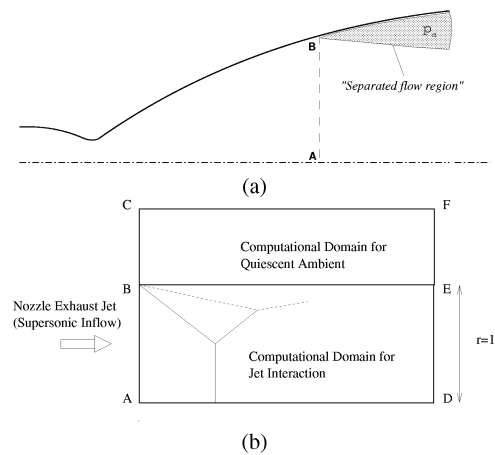 p_a
B
"Separated flow region"
A
(a)
C
F
Computational Domain for
Quiescent Ambient
B
E
Nozzle Exhaust Jet
(Supersonic Inflow)
r=1
Computational Domain for
Jet Interaction
A
D
(b)